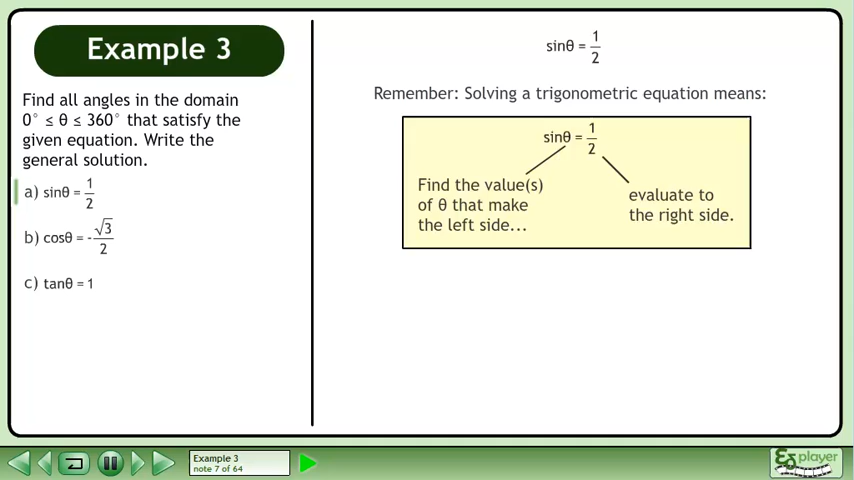 Example 3
Find all angles in the domain
0° ≤ θ ≤ 360° that satisfy the
given equation. Write the
general solution.
a) sinθ = 1/2
b) cosθ = -√3/2
c) tanθ = 1
sinθ = 1/2
Remember: Solving a trigonometric equation means:
sinθ = 1/2
Find the value(s)
of θ that make
the left side...
evaluate to
the right side.
Example 3
note 7 of 64
player